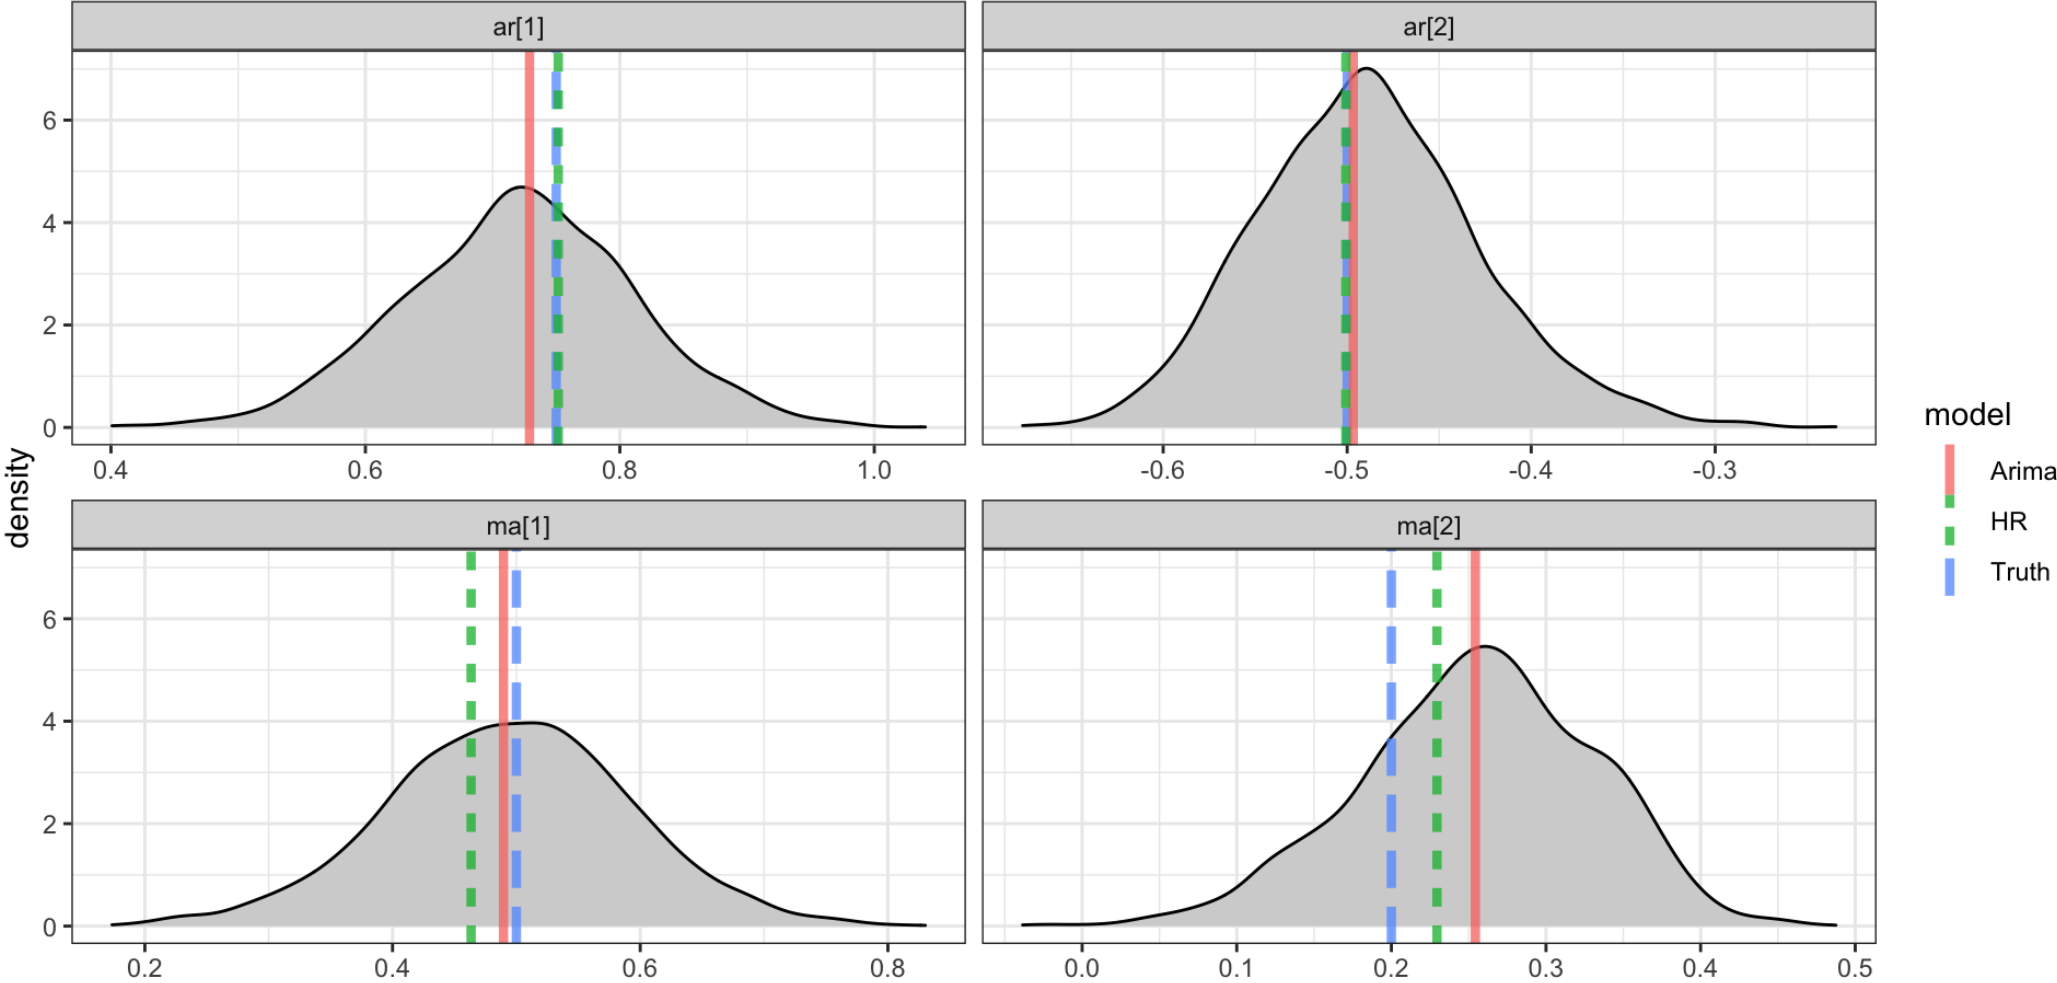 ar[1]
ar[2]
6
4
2
0
0.4 0.6 0.8 1.0
-0.6 -0.5 -0.4 -0.3
density
ma[1]
ma[2]
6
4
2
0
0.2 0.4 0.6 0.8
0.0 0.1 0.2 0.3 0.4 0.5
model
Arima
HR
Truth